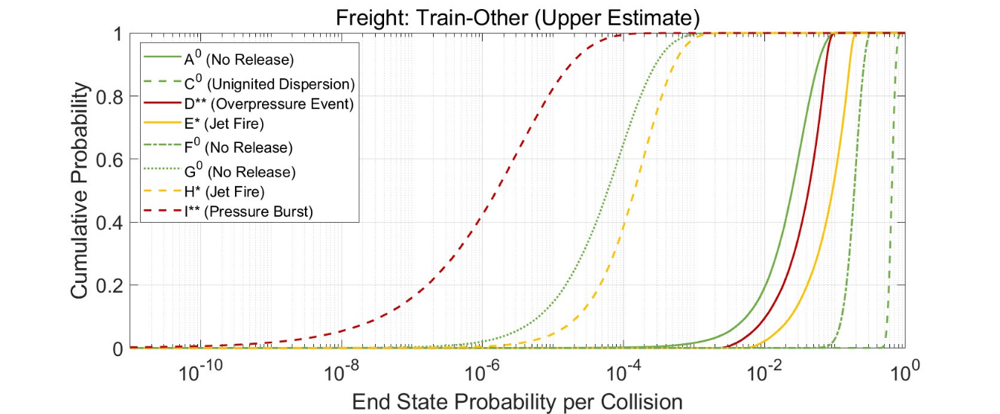 Freight: Train-Other (Upper Estimate)
1
0.8
0.6
0.4
0.2
0
Cumulative Probability
A⁰ (No Release)
C⁰ (Unignited Dispersion)
D** (Overpressure Event)
E* (Jet Fire)
F⁰ (No Release)
G⁰ (No Release)
H* (Jet Fire)
I** (Pressure Burst)
10⁻¹⁰ 10⁻⁸ 10⁻⁶ 10⁻⁴ 10⁻² 10⁰
End State Probability per Collision